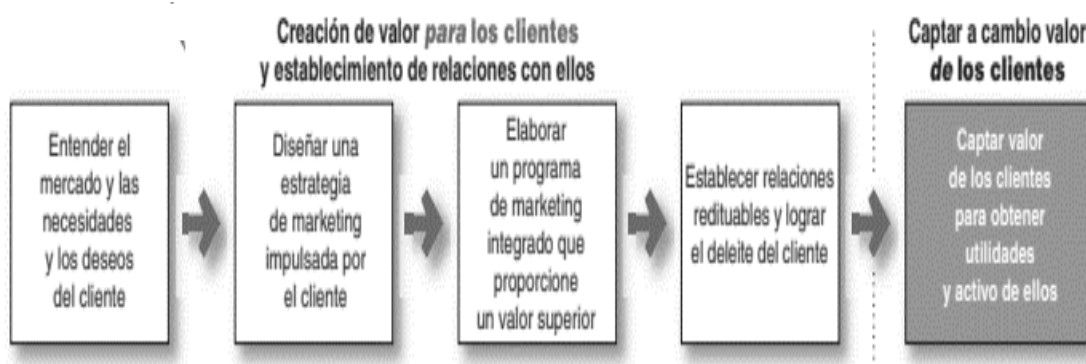 Creación de valor para los clientes
y establecimiento de relaciones con ellos
Captar a cambio valor
de los clientes
Entender el
mercado y las
necesidades
y los deseos
del cliente
Diseñar una
estrategia
de marketing
impulsada por
el cliente
Elaborar
un programa
de marketing
integrado que
proporcione
un valor superior
Establecer relaciones
redituables y lograr
el deleite del cliente
Captar valor
de los clientes
para obtener
utilidades
y activo de ellos